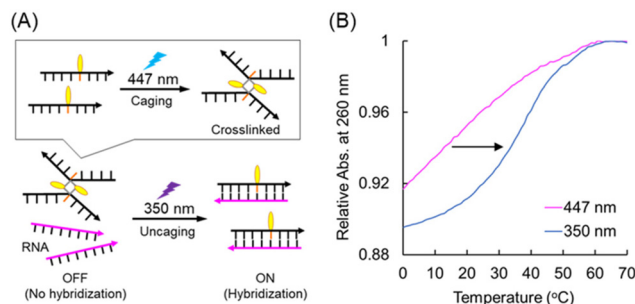 (A)
447 nm
Caging
Crosslinked
350 nm
Uncaging
RNA
OFF
(No hybridization)
ON
(Hybridization)
(B)
Relative Abs. at 260 nm
1
0.96
0.92
0.88
447 nm
350 nm
0 10 20 30 40 50 60 70
Temperature (°C)